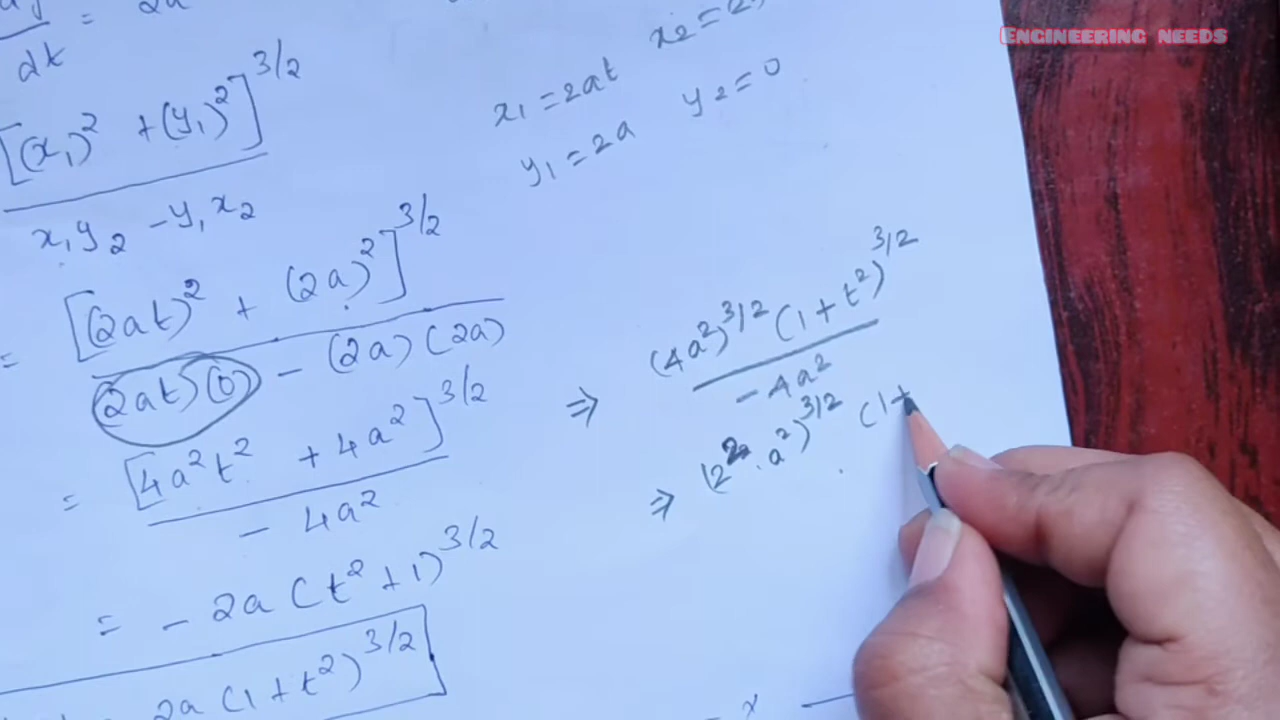 ENGINEERING NEEDS
dk = 2a
[(x₁)² + (y₁)²]^3/2
x₁y₂ - y₁x₂
x₁ = 2at
x₂ = 2
y₁ = 2a
y₂ = 0
= [(2at)² + (2a)²]^3/2
(2at)(0) - (2a)(2a)
= [4a²t² + 4a²]^3/2
- 4a²
= - 2a (t² + 1)^3/2
2a (1 + t²)^3/2
⇒ (4a²)^3/2 (1 + t²)^3/2
-4a²
⇒ (2² · a²)^3/2 (1+
x